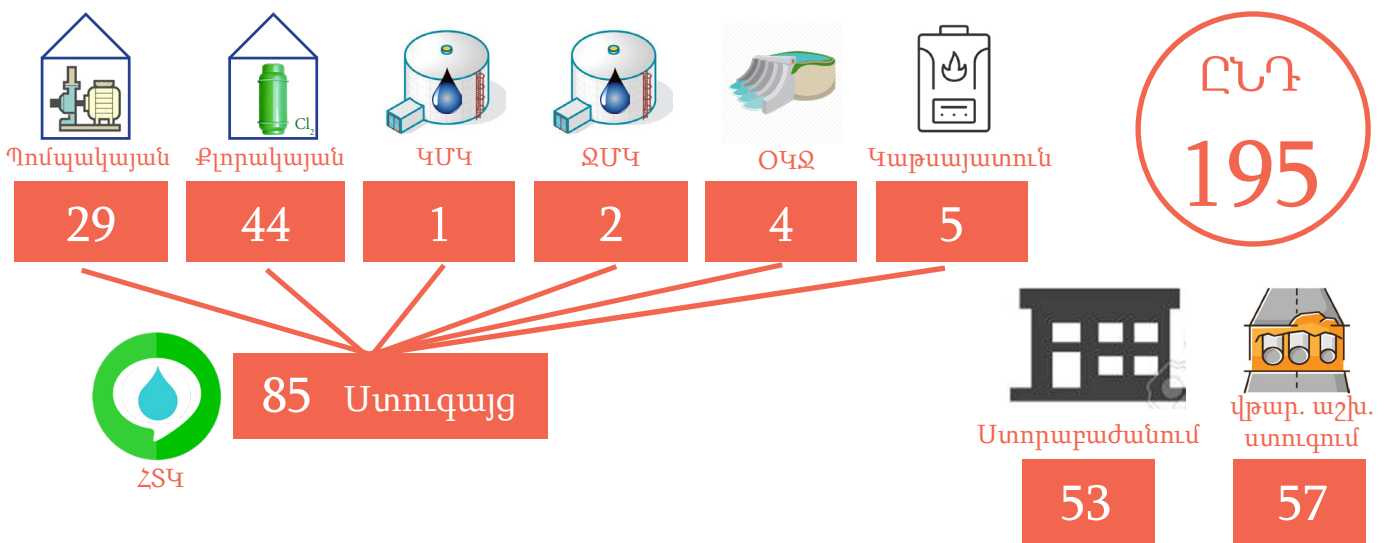 ԸՆԴ
195
Cl2
Պոմպակայան
Քլորակայան
ԿՄԿ
ՋՄԿ
ՕԿՋ
Կաթսայատուն
29
44
1
2
4
5
85 Ստուգայց
ՀՏԿ
Ստորաբաժանում
53
վթար. աշխ.
ստուգում
57